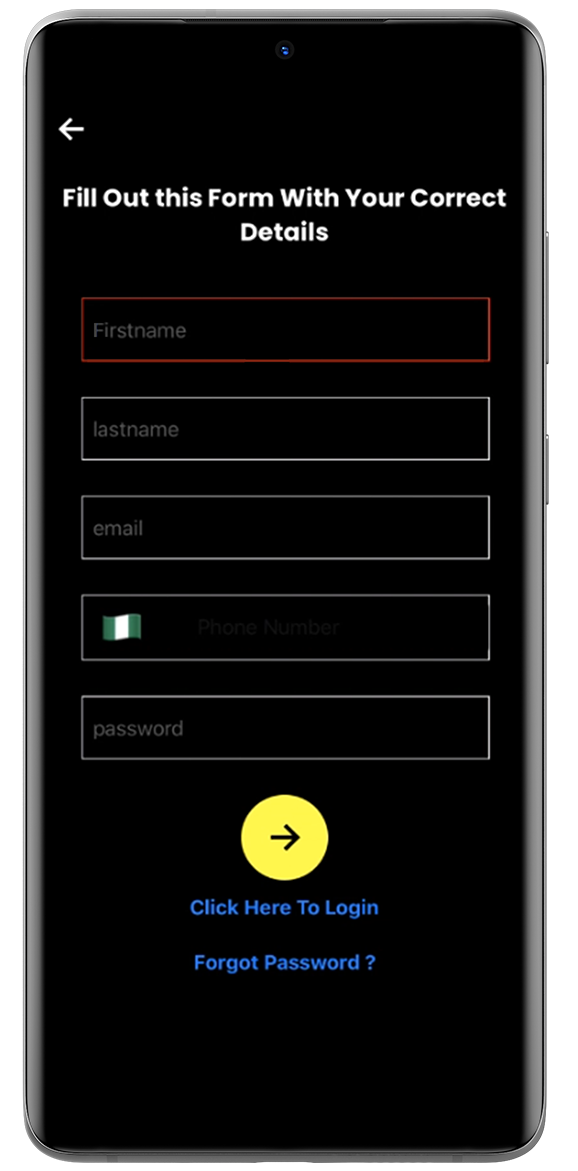 Fill Out this Form With Your Correct
Details
Firstname
lastname
email
Phone Number
password
Click Here To Login
Forgot Password ?